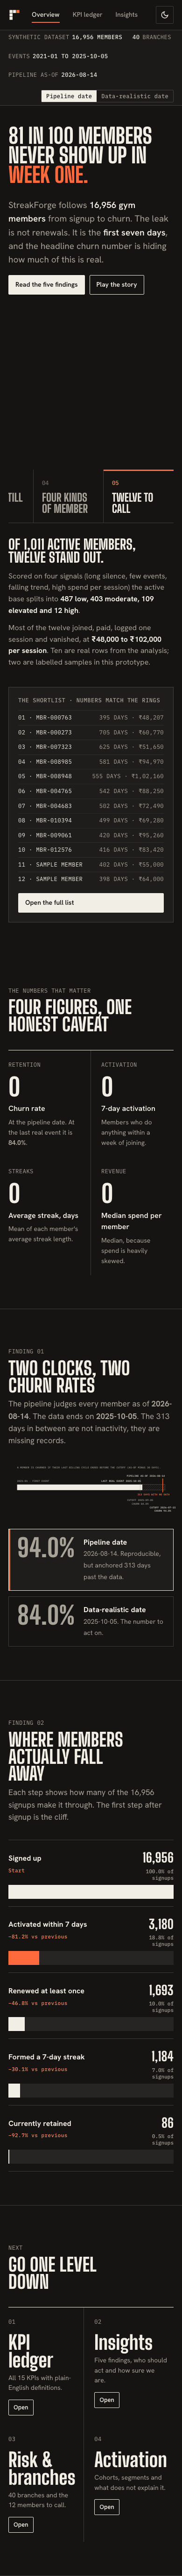 Overview KPI ledger Insights
SYNTHETIC DATASET 16,956 MEMBERS 40 BRANCHES
EVENTS 2021-01 TO 2025-10-05
PIPELINE AS-OF 2026-08-14
Pipeline date Data-realistic date
81 IN 100 MEMBERS
NEVER SHOW UP IN
WEEK ONE.
StreakForge follows 16,956 gym
members from signup to churn. The leak
is not renewals. It is the first seven days,
and the headline churn number is hiding
how much of this is real.
Read the five findings Play the story
TILL
04
FOUR KINDS
OF MEMBER
05
TWELVE TO
CALL
OF 1,011 ACTIVE MEMBERS,
TWELVE STAND OUT.
Scored on four signals (long silence, few events,
falling trend, high spend per session) the active
base splits into 487 low, 403 moderate, 109
elevated and 12 high.
Most of the twelve joined, paid, logged one
session and vanished, at ₹48,000 to ₹102,000
per session. Ten are real rows from the analysis;
two are labelled samples in this prototype.
THE SHORTLIST · NUMBERS MATCH THE RINGS
01 · MBR-000763 395 DAYS · ₹48,207
02 · MBR-000273 705 DAYS · ₹60,770
03 · MBR-007323 625 DAYS · ₹51,650
04 · MBR-008985 581 DAYS · ₹94,970
05 · MBR-008948 555 DAYS · ₹1,02,160
06 · MBR-004765 542 DAYS · ₹88,250
07 · MBR-004683 502 DAYS · ₹72,490
08 · MBR-010394 499 DAYS · ₹69,280
09 · MBR-009061 420 DAYS · ₹95,260
10 · MBR-012576 416 DAYS · ₹83,420
11 · SAMPLE MEMBER 402 DAYS · ₹55,000
12 · SAMPLE MEMBER 398 DAYS · ₹64,000
Open the full list
THE NUMBERS THAT MATTER
FOUR FIGURES, ONE
HONEST CAVEAT
RETENTION
0
Churn rate
At the pipeline date. At
the last real event it is
84.0%.
ACTIVATION
0
7-day activation
Members who do
anything within a
week of joining.
STREAKS
0
Average streak, days
Mean of each member's
average streak length.
REVENUE
0
Median spend per
member
Median, because
spend is heavily
skewed.
FINDING 01
TWO CLOCKS, TWO
CHURN RATES
The pipeline judges every member as of 2026-
08-14. The data ends on 2025-10-05. The 313
days in between are not inactivity, they are
missing records.
94.0%
Pipeline date
2026-08-14. Reproducible,
but anchored 313 days
past the data.
84.0%
Data-realistic date
2025-10-05. The number to
act on.
FINDING 02
WHERE MEMBERS
ACTUALLY FALL
AWAY
Each step shows how many of the 16,956
signups make it through. The first step after
signup is the cliff.
Signed up 16,956
Start 100.0% of
signups
Activated within 7 days 3,180
−81.2% vs previous 18.8% of
signups
Renewed at least once 1,693
−46.8% vs previous 10.0% of
signups
Formed a 7-day streak 1,184
−30.1% vs previous 7.0% of
signups
Currently retained 86
−92.7% vs previous 0.5% of
signups
NEXT
GO ONE LEVEL
DOWN
01
KPI
ledger
All 15 KPIs with plain-
English definitions.
Open
02
Insights
Five findings, who should
act and how sure we
are.
Open
03
Risk &
branches
40 branches and the
12 members to call.
Open
04
Activation
Cohorts, segments and
what does not explain it.
Open